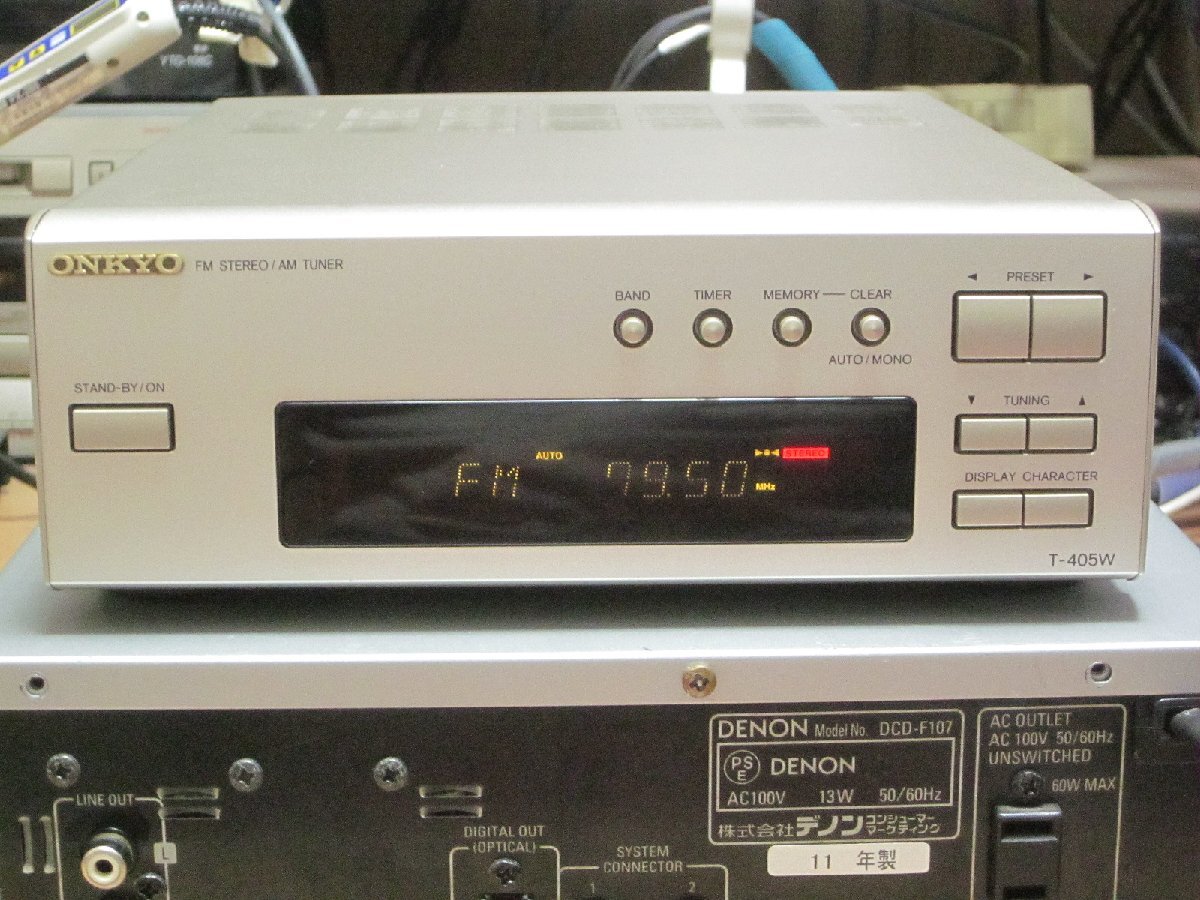 ONKYO FM STEREO / AM TUNER
STAND-BY / ON
BAND TIMER MEMORY — CLEAR
AUTO / MONO
◄ PRESET ►
▼ TUNING ▲
DISPLAY CHARACTER
T-405W
AUTO
STEREO
FM 79.50 MHz
DENON Model No. DCD-F107
PS
E
DENON
AC100V 13W 50/60Hz
株式会社デノン コンシューマー
マーケティング
11 年製
AC OUTLET
AC 100V 50/60Hz
UNSWITCHED
60W MAX
LINE OUT
L
DIGITAL OUT
(OPTICAL)
SYSTEM
CONNECTOR
1 2